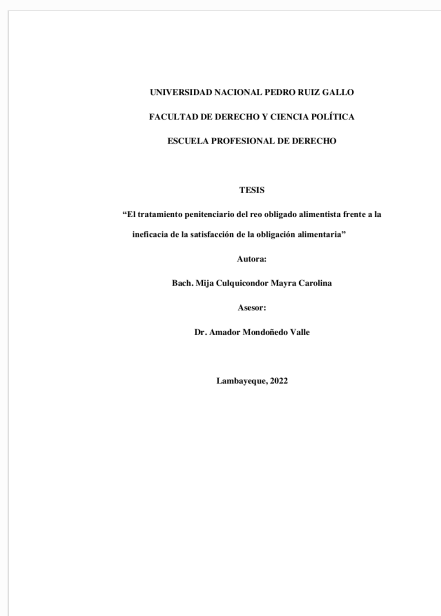 UNIVERSIDAD NACIONAL PEDRO RUIZ GALLO
FACULTAD DE DERECHO Y CIENCIA POLÍTICA
ESCUELA PROFESIONAL DE DERECHO
TESIS
“El tratamiento penitenciario del reo obligado alimentista frente a la
ineficacia de la satisfacción de la obligación alimentaria”
Autora:
Bach. Mija Culquicondor Mayra Carolina
Asesor:
Dr. Amador Mondoñedo Valle
Lambayeque, 2022